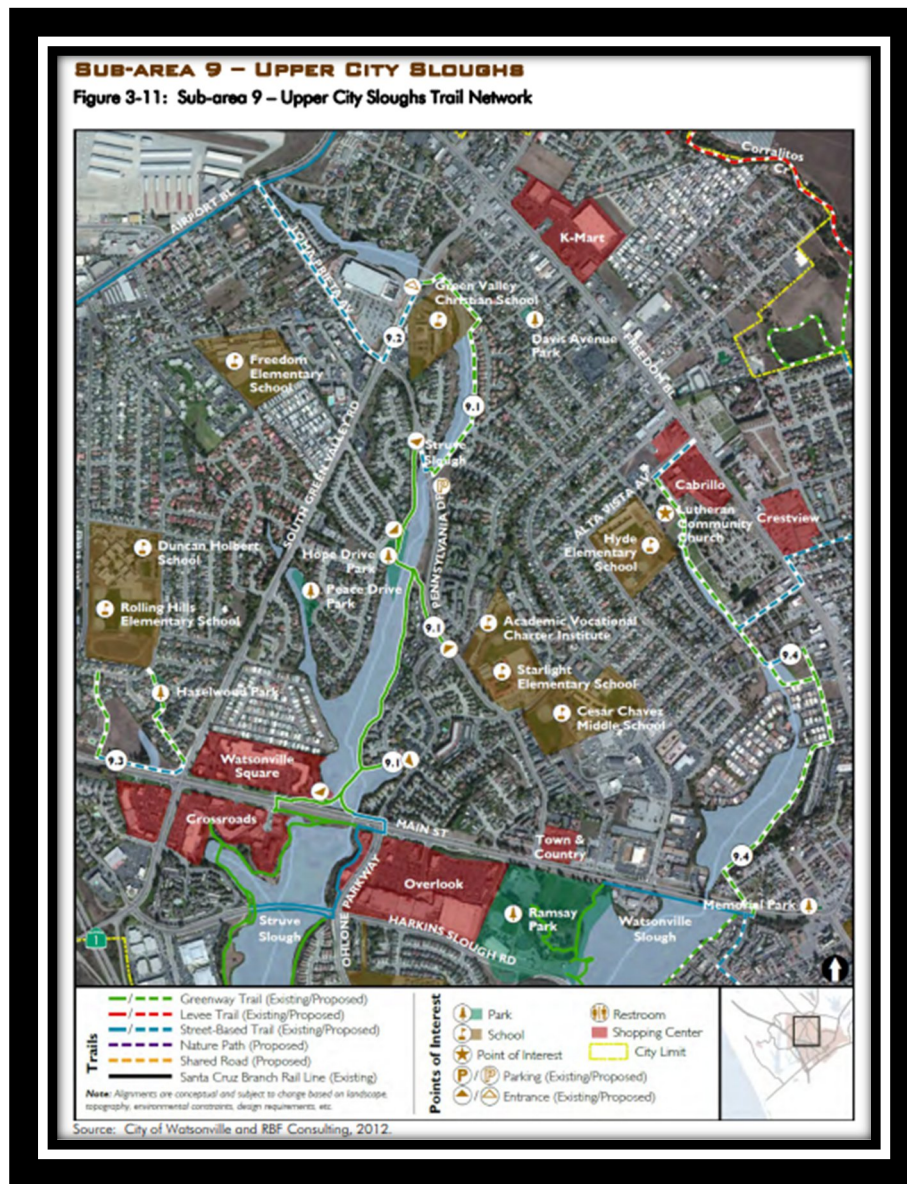 SUB-AREA 9 – UPPER CITY SLOUGHS
Figure 3-11: Sub-area 9 – Upper City Sloughs Trail Network
Corralitos
AIRPORT BL
LOMA PRIETA AV
K-Mart
Green Valley
Christian School
9.2
Davis Avenue
Park
FREEDOM BL
Freedom
Elementary
School
9.1
SOUTH GREEN VALLEY RD
Struve
Slough
PENNSYLVANIA DR
ALTA VISTA AV
Cabrillo
Lutheran
Community
Church
Crestview
Hyde
Elementary
School
Duncan Holbert
School
Hope Drive
Park
Peace Drive
Park
Rolling Hills
Elementary School
9.1
Academic Vocational
Charter Institute
Starlight
Elementary School
9.4
Cesar Chavez
Middle School
Hazelwood Park
9.3
Watsonville
Square
9.1
Crossroads
MAIN ST
Town &
Country
9.4
Overlook
OHLONE PARKWAY
Memorial Park
Ramsay
Park
Watsonville
Slough
Struve
Slough
HARKINS SLOUGH RD
1
Trails
Greenway Trail (Existing/Proposed)
Levee Trail (Existing/Proposed)
Street-Based Trail (Existing/Proposed)
Nature Path (Proposed)
Shared Road (Proposed)
Santa Cruz Branch Rail Line (Existing)
Note: Alignments are conceptual and subject to change based on landscape,
topography, environmental constraints, design requirements, etc.
Points of Interest
Park
School
Point of Interest
P / P Parking (Existing/Proposed)
Entrance (Existing/Proposed)
Restroom
Shopping Center
City Limit
Source: City of Watsonville and RBF Consulting, 2012.